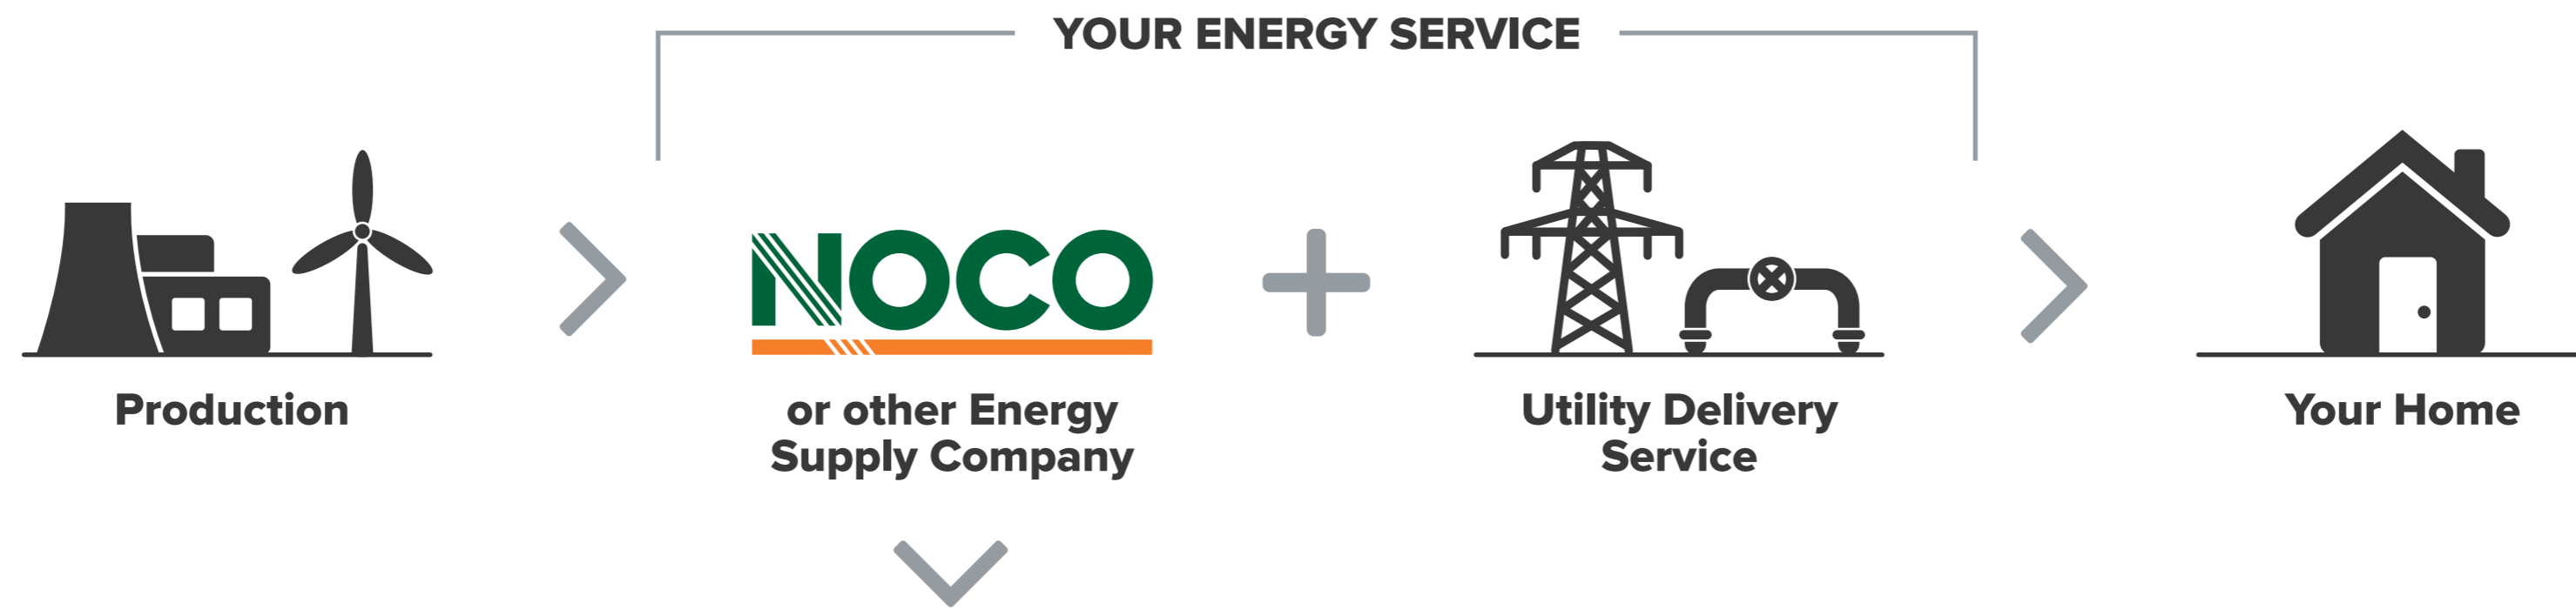 YOUR ENERGY SERVICE
NOCO
Production
or other Energy
Supply Company
Utility Delivery
Service
Your Home